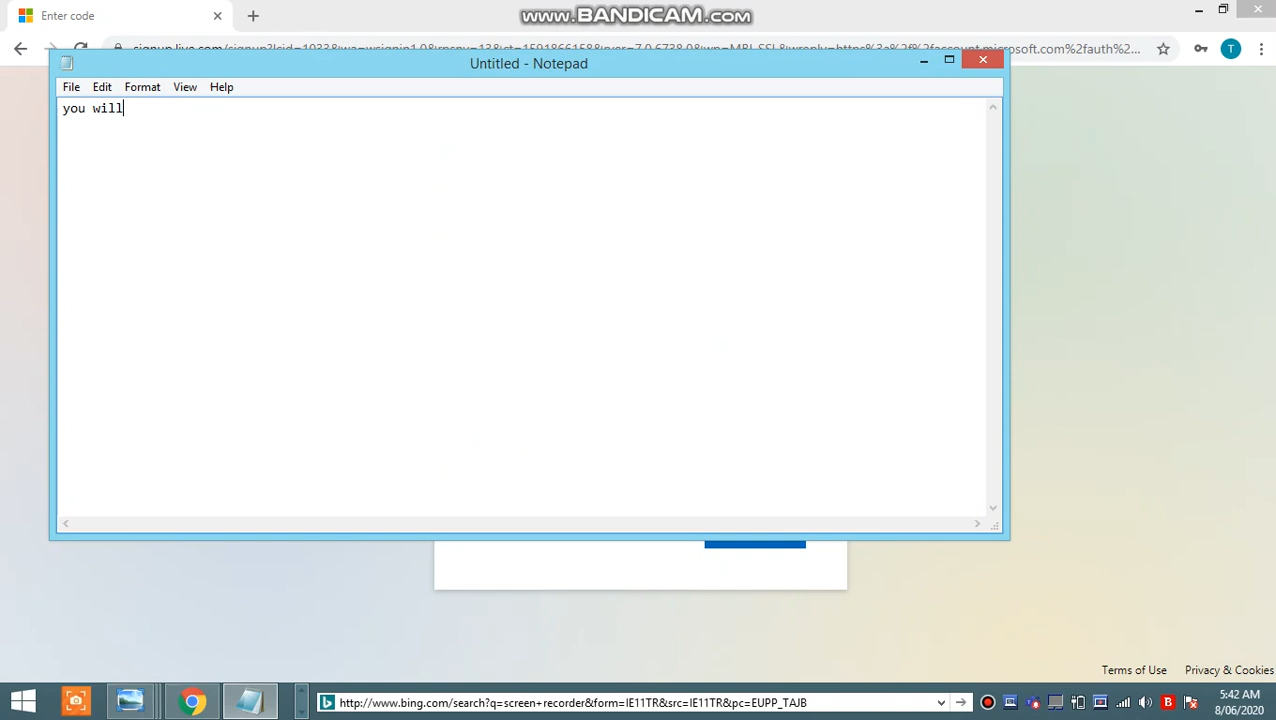 Enter code
www.BANDICAM.com
Untitled - Notepad
File Edit Format View Help
you will
Terms of Use Privacy & Cookies
http://www.bing.com/search?q=screen+recorder&form=IE11TR&src=IE11TR&pc=EUPP_TAJB
5:42 AM
8/06/2020
T
B